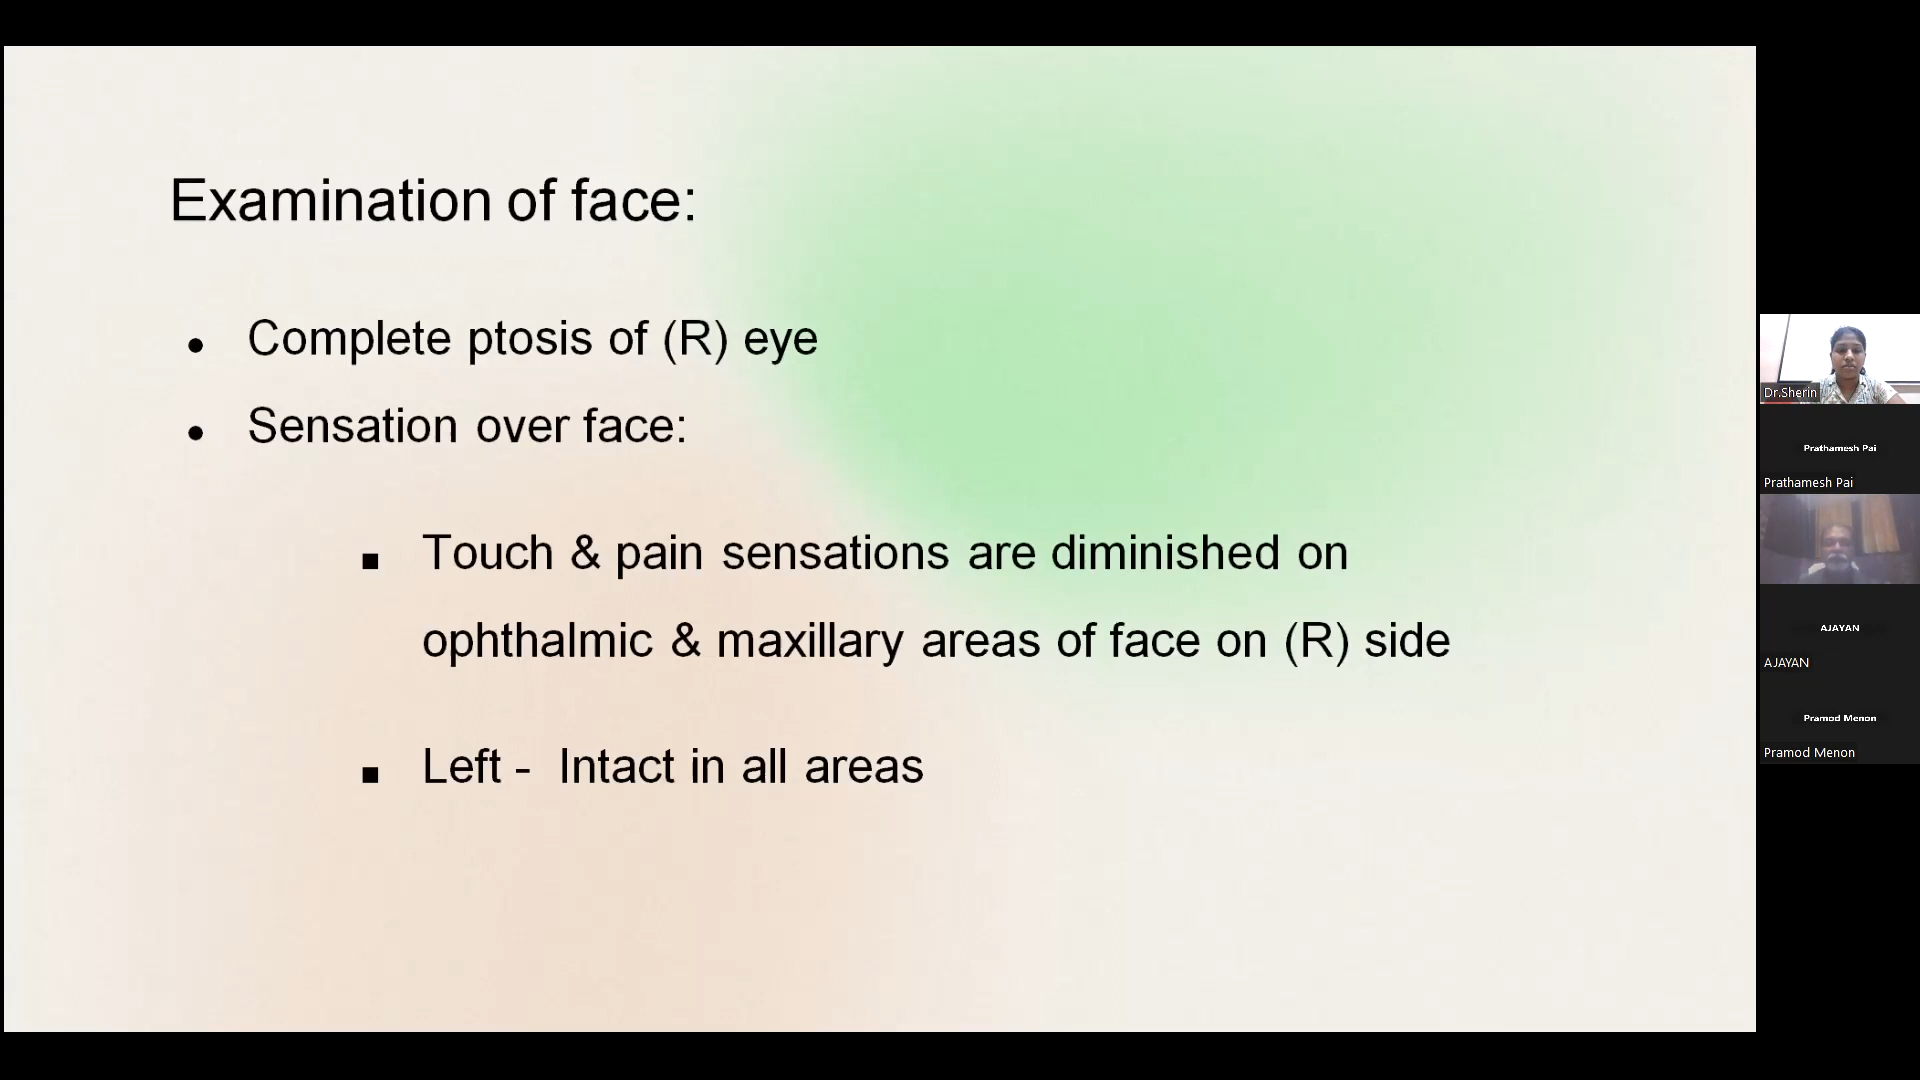 Examination of face:
● Complete ptosis of (R) eye
● Sensation over face:
■ Touch & pain sensations are diminished on
ophthalmic & maxillary areas of face on (R) side
■ Left - Intact in all areas
Dr.Sherin
Prathamesh Pai
Prathamesh Pai
AJAYAN
AJAYAN
Pramod Menon
Pramod Menon